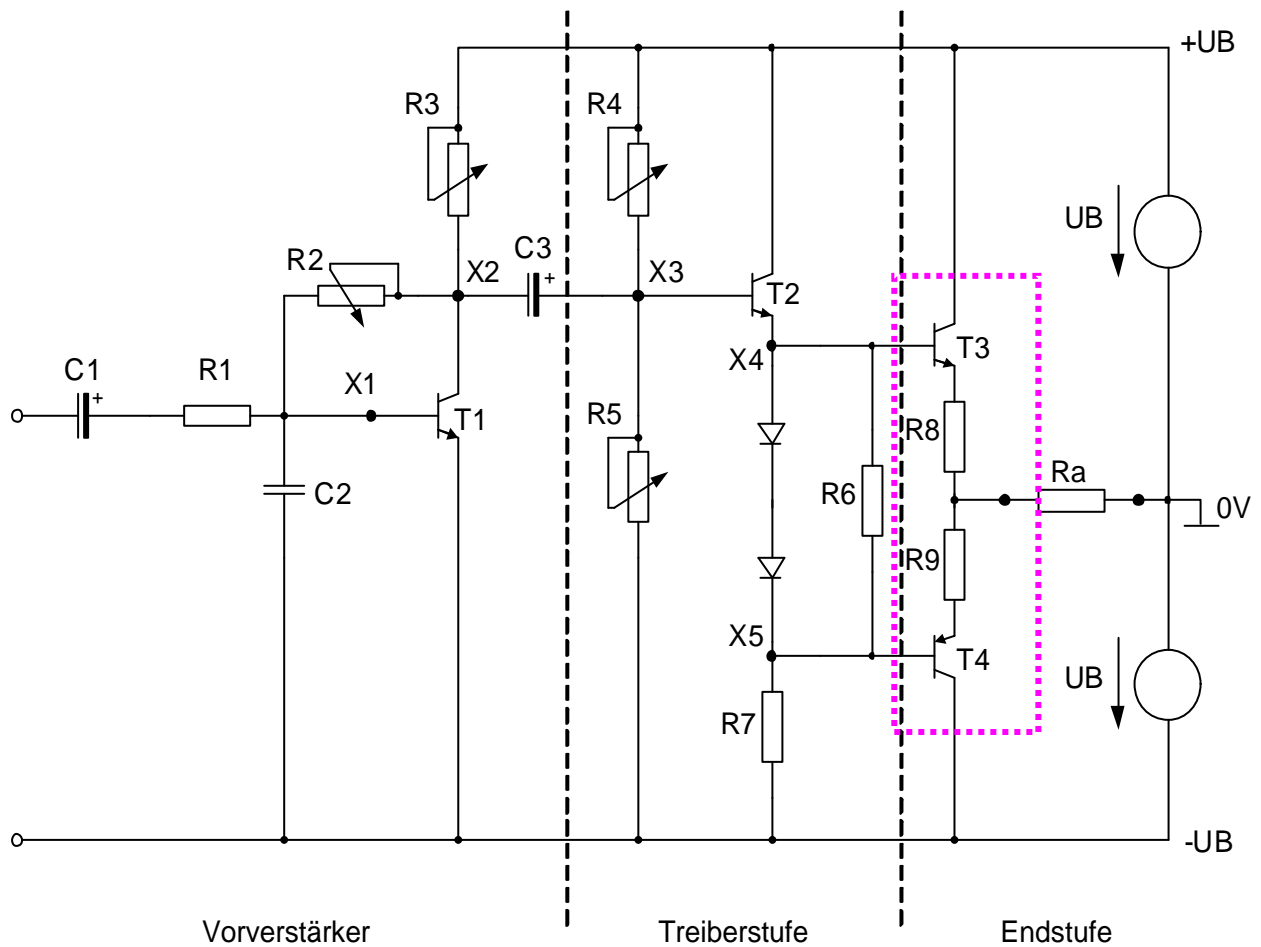 +UB
R3
R4
UB
R2
X2
C3
X3
T2
T3
C1
R1
X1
X4
T1
R5
R8
+
+
C2
R6
Ra
0V
R9
X5
T4
UB
R7
-UB
Vorverstärker
Treiberstufe
Endstufe